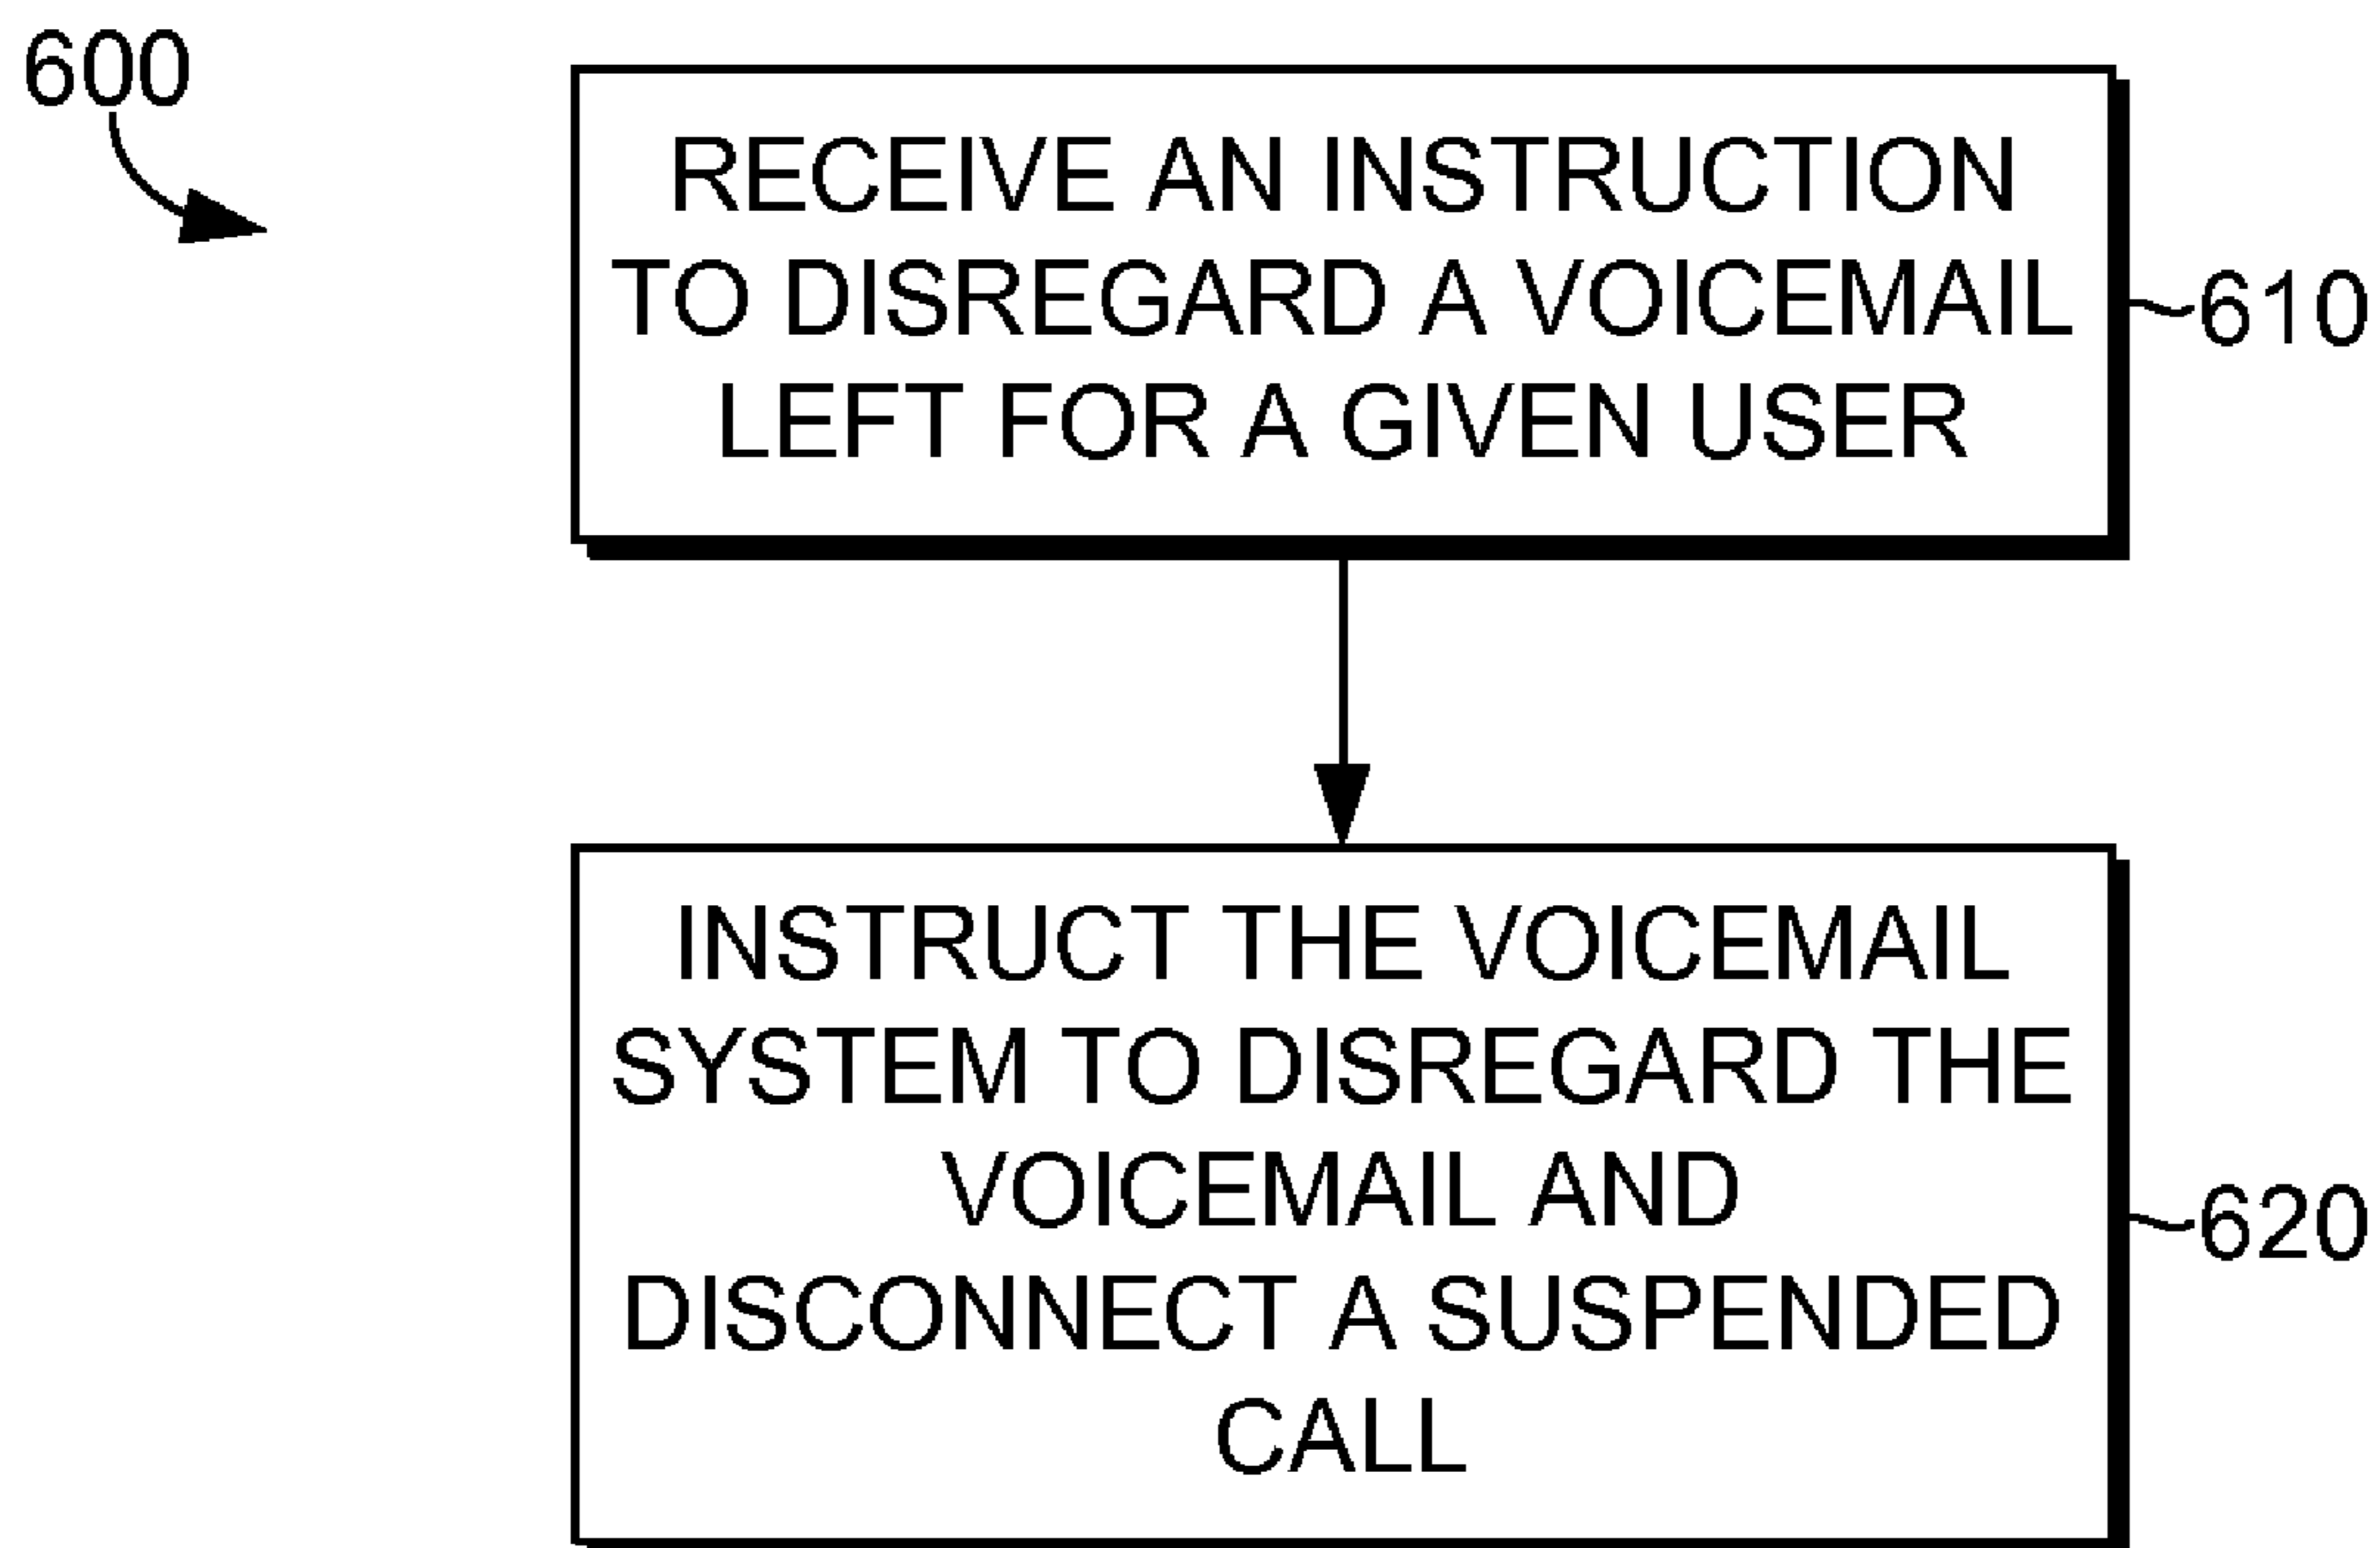 600
RECEIVE AN INSTRUCTION
TO DISREGARD A VOICEMAIL
LEFT FOR A GIVEN USER
610
INSTRUCT THE VOICEMAIL
SYSTEM TO DISREGARD THE
VOICEMAIL AND
DISCONNECT A SUSPENDED
CALL
620